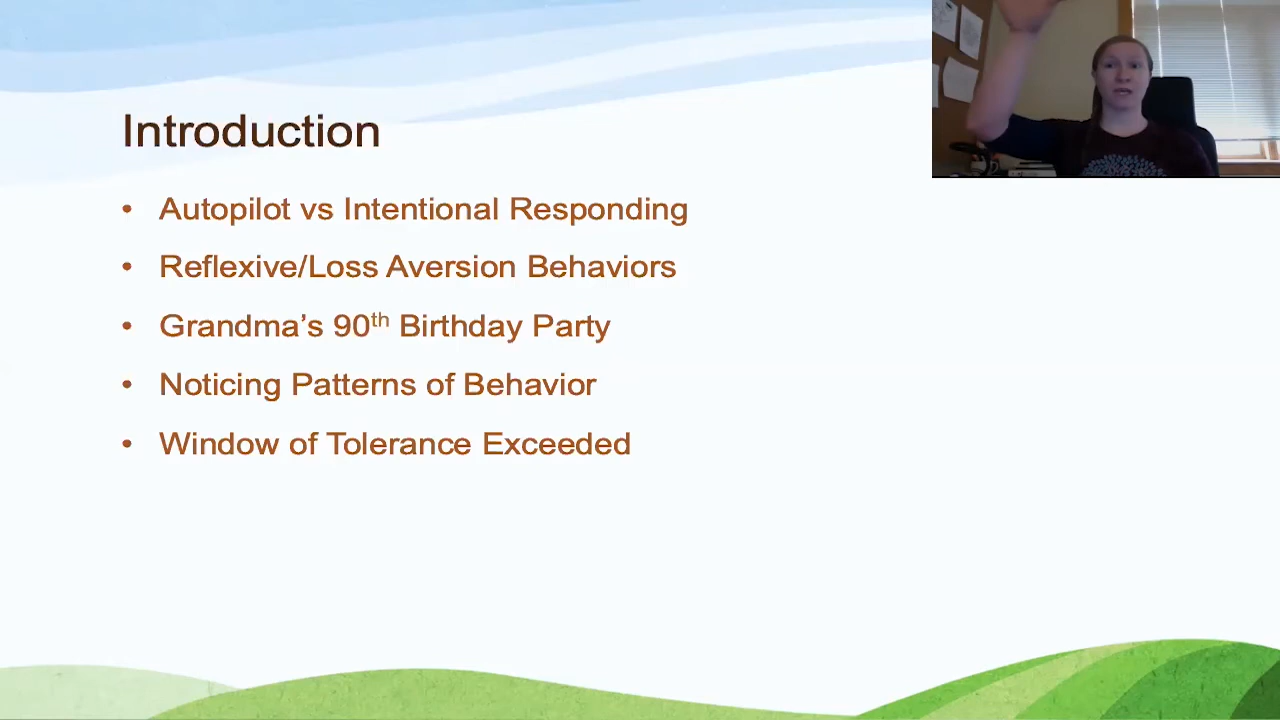 Introduction
• Autopilot vs Intentional Responding
• Reflexive/Loss Aversion Behaviors
• Grandma’s 90th Birthday Party
• Noticing Patterns of Behavior
• Window of Tolerance Exceeded